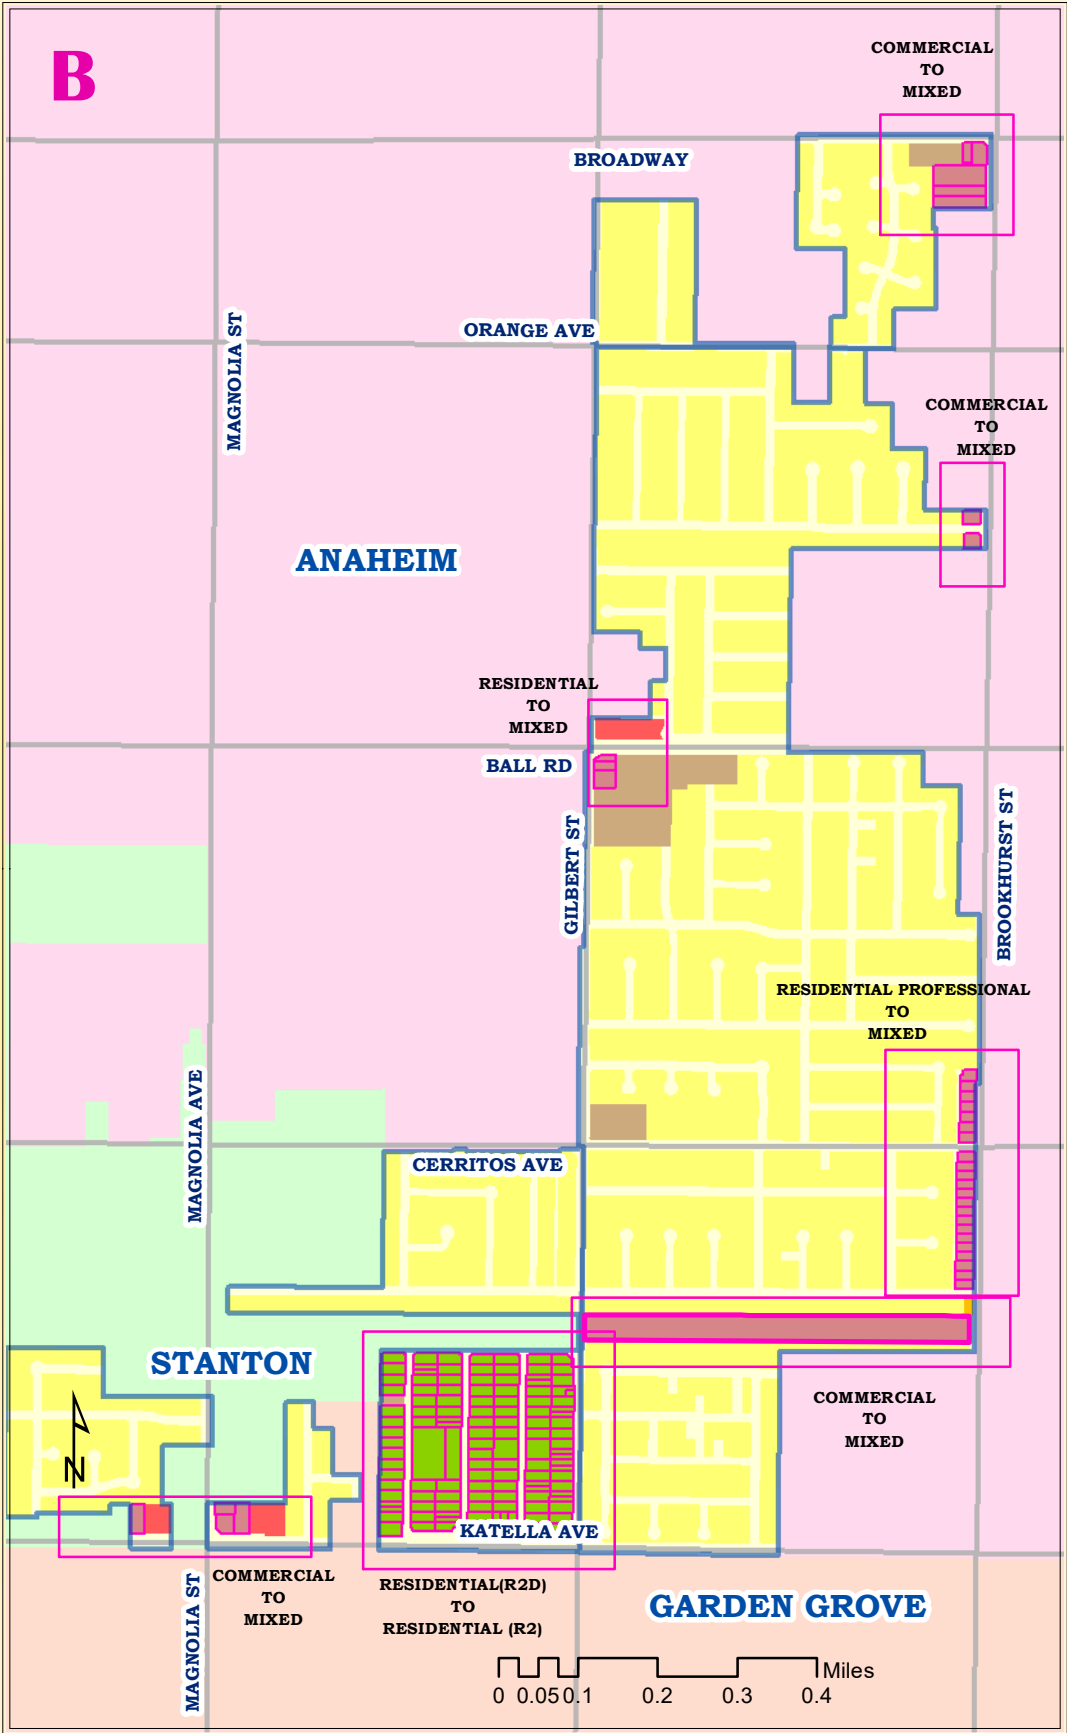 B
COMMERCIAL
TO
MIXED
BROADWAY
ORANGE AVE
MAGNOLIA ST
COMMERCIAL
TO
MIXED
ANAHEIM
RESIDENTIAL
TO
MIXED
BALL RD
GILBERT ST
BROOKHURST ST
RESIDENTIAL PROFESSIONAL
TO
MIXED
MAGNOLIA AVE
CERRITOS AVE
STANTON
COMMERCIAL
TO
MIXED
N
KATELLA AVE
MAGNOLIA ST
COMMERCIAL
TO
MIXED
RESIDENTIAL(R2D)
TO
RESIDENTIAL (R2)
GARDEN GROVE
Miles
0 0.05 0.1 0.2 0.3 0.4